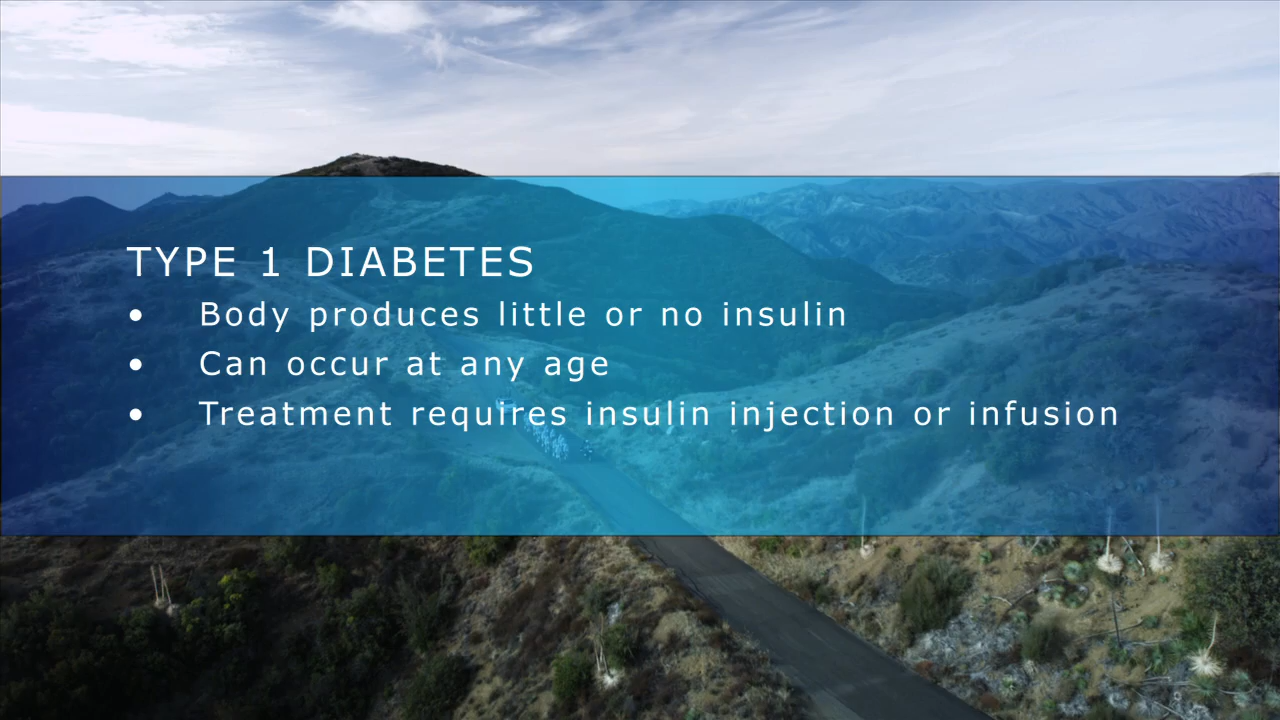 TYPE 1 DIABETES
• Body produces little or no insulin
• Can occur at any age
• Treatment requires insulin injection or infusion